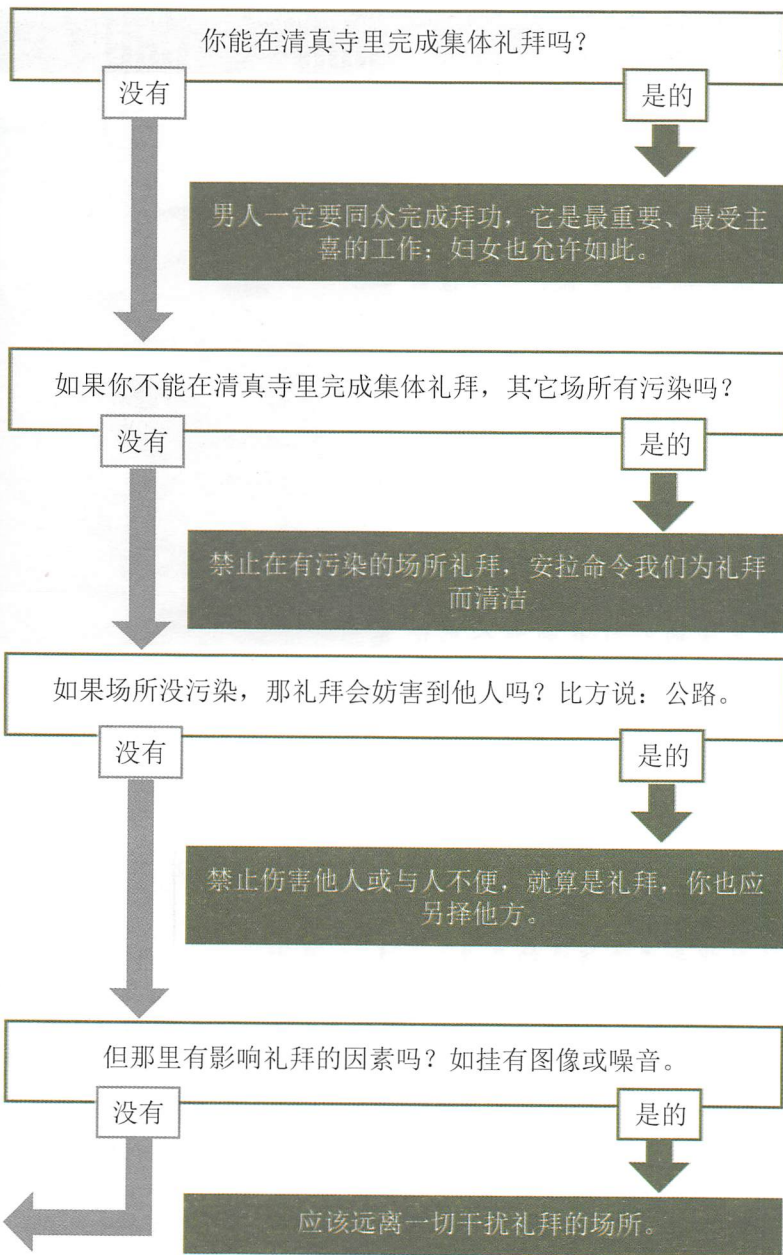 你能在清真寺里完成集体礼拜吗？
没有
是的
男人一定要同众完成拜功，它是最重要、最受主
喜的工作；妇女也允许如此。
如果你不能在清真寺里完成集体礼拜，其它场所有污染吗？
没有
是的
禁止在有污染的场所礼拜，安拉命令我们为礼拜
而清洁
如果场所没污染，那礼拜会妨害到他人吗？比方说：公路。
没有
是的
禁止伤害他人或与人不便，就算是礼拜，你也应
另择他方。
但那里有影响礼拜的因素吗？如挂有图像或噪音。
没有
是的
应该远离一切干扰礼拜的场所。